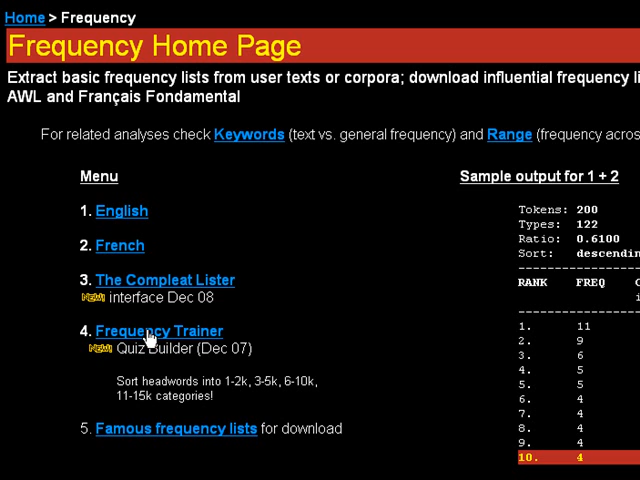 Home > Frequency
Frequency Home Page
Extract basic frequency lists from user texts or corpora; download influential frequency
AWL and Français Fondamental
For related analyses check Keywords (text vs. general frequency) and Range (frequency
Menu
1. English
2. French
3. The Compleat Lister
NEW! interface Dec 08
4. Frequency Trainer
NEW! Quiz Builder (Dec 07)
Sort headwords into 1-2k, 3-5k, 6-10k,
11-15k categories!
5. Famous frequency lists for download
Sample output for 1 + 2
Tokens: 200
Types: 122
Ratio: 0.6100
Sort:
RANK FREQ
1. 11
2. 9
3. 6
4. 5
5. 5
6. 4
7. 4
8. 4
9. 4
10. 4